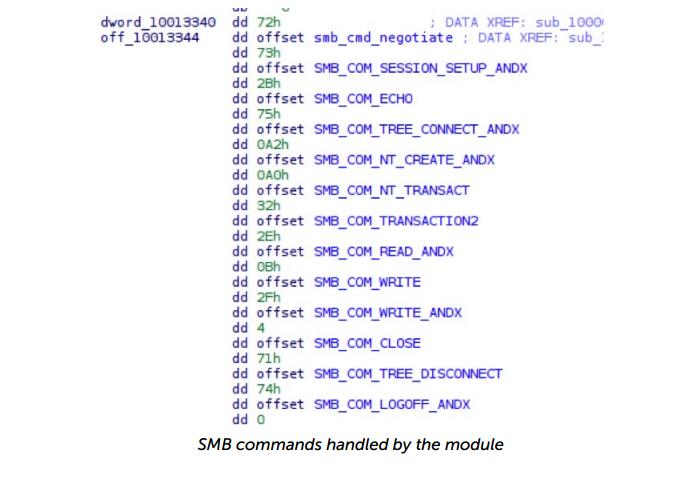 dword_10013340 dd 72h ; DATA XREF: sub_1000
off_10013344 dd offset smb_cmd_negotiate ; DATA XREF: sub_
dd 73h
dd offset SMB_COM_SESSION_SETUP_ANDX
dd 2Bh
dd offset SMB_COM_ECHO
dd 75h
dd offset SMB_COM_TREE_CONNECT_ANDX
dd 0A2h
dd offset SMB_COM_NT_CREATE_ANDX
dd 0A0h
dd offset SMB_COM_NT_TRANSACT
dd 32h
dd offset SMB_COM_TRANSACTION2
dd 2Eh
dd offset SMB_COM_READ_ANDX
dd 0Bh
dd offset SMB_COM_WRITE
dd 2Fh
dd offset SMB_COM_WRITE_ANDX
dd 4
dd offset SMB_COM_CLOSE
dd 71h
dd offset SMB_COM_TREE_DISCONNECT
dd 74h
dd offset SMB_COM_LOGOFF_ANDX
dd 0
SMB commands handled by the module